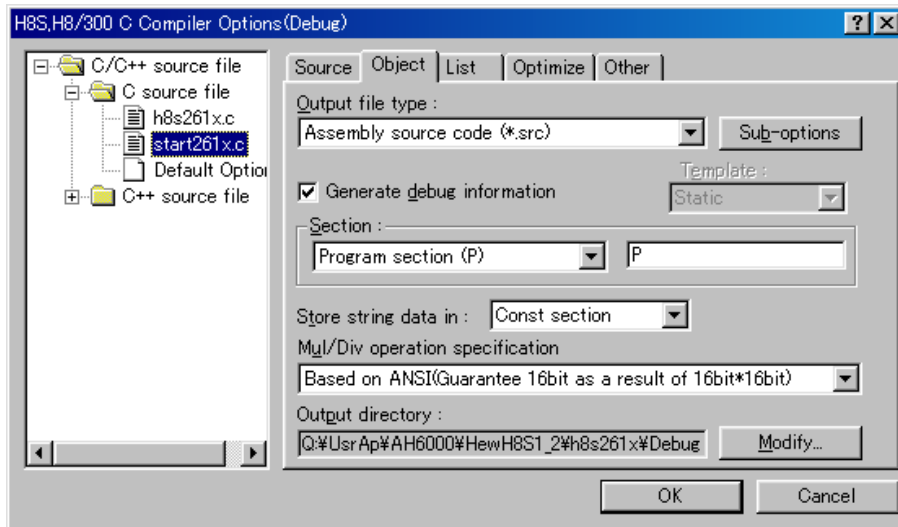 H8S,H8/300 C Compiler Options(Debug)
C/C++ source file
C source file
h8s261x.c
start261x.c
Default Optio
C++ source file
Source Object List Optimize Other
Output file type :
Assembly source code (*.src) Sub-options
Template :
Generate debug information Static
Section :
Program section (P) P
Store string data in : Const section
Mul/Div operation specification
Based on ANSI(Guarantee 16bit as a result of 16bit*16bit)
Output directory :
Q:¥UsrAp¥AH6000¥HewH8S1_2¥h8s261x¥Debug Modify...
OK Cancel